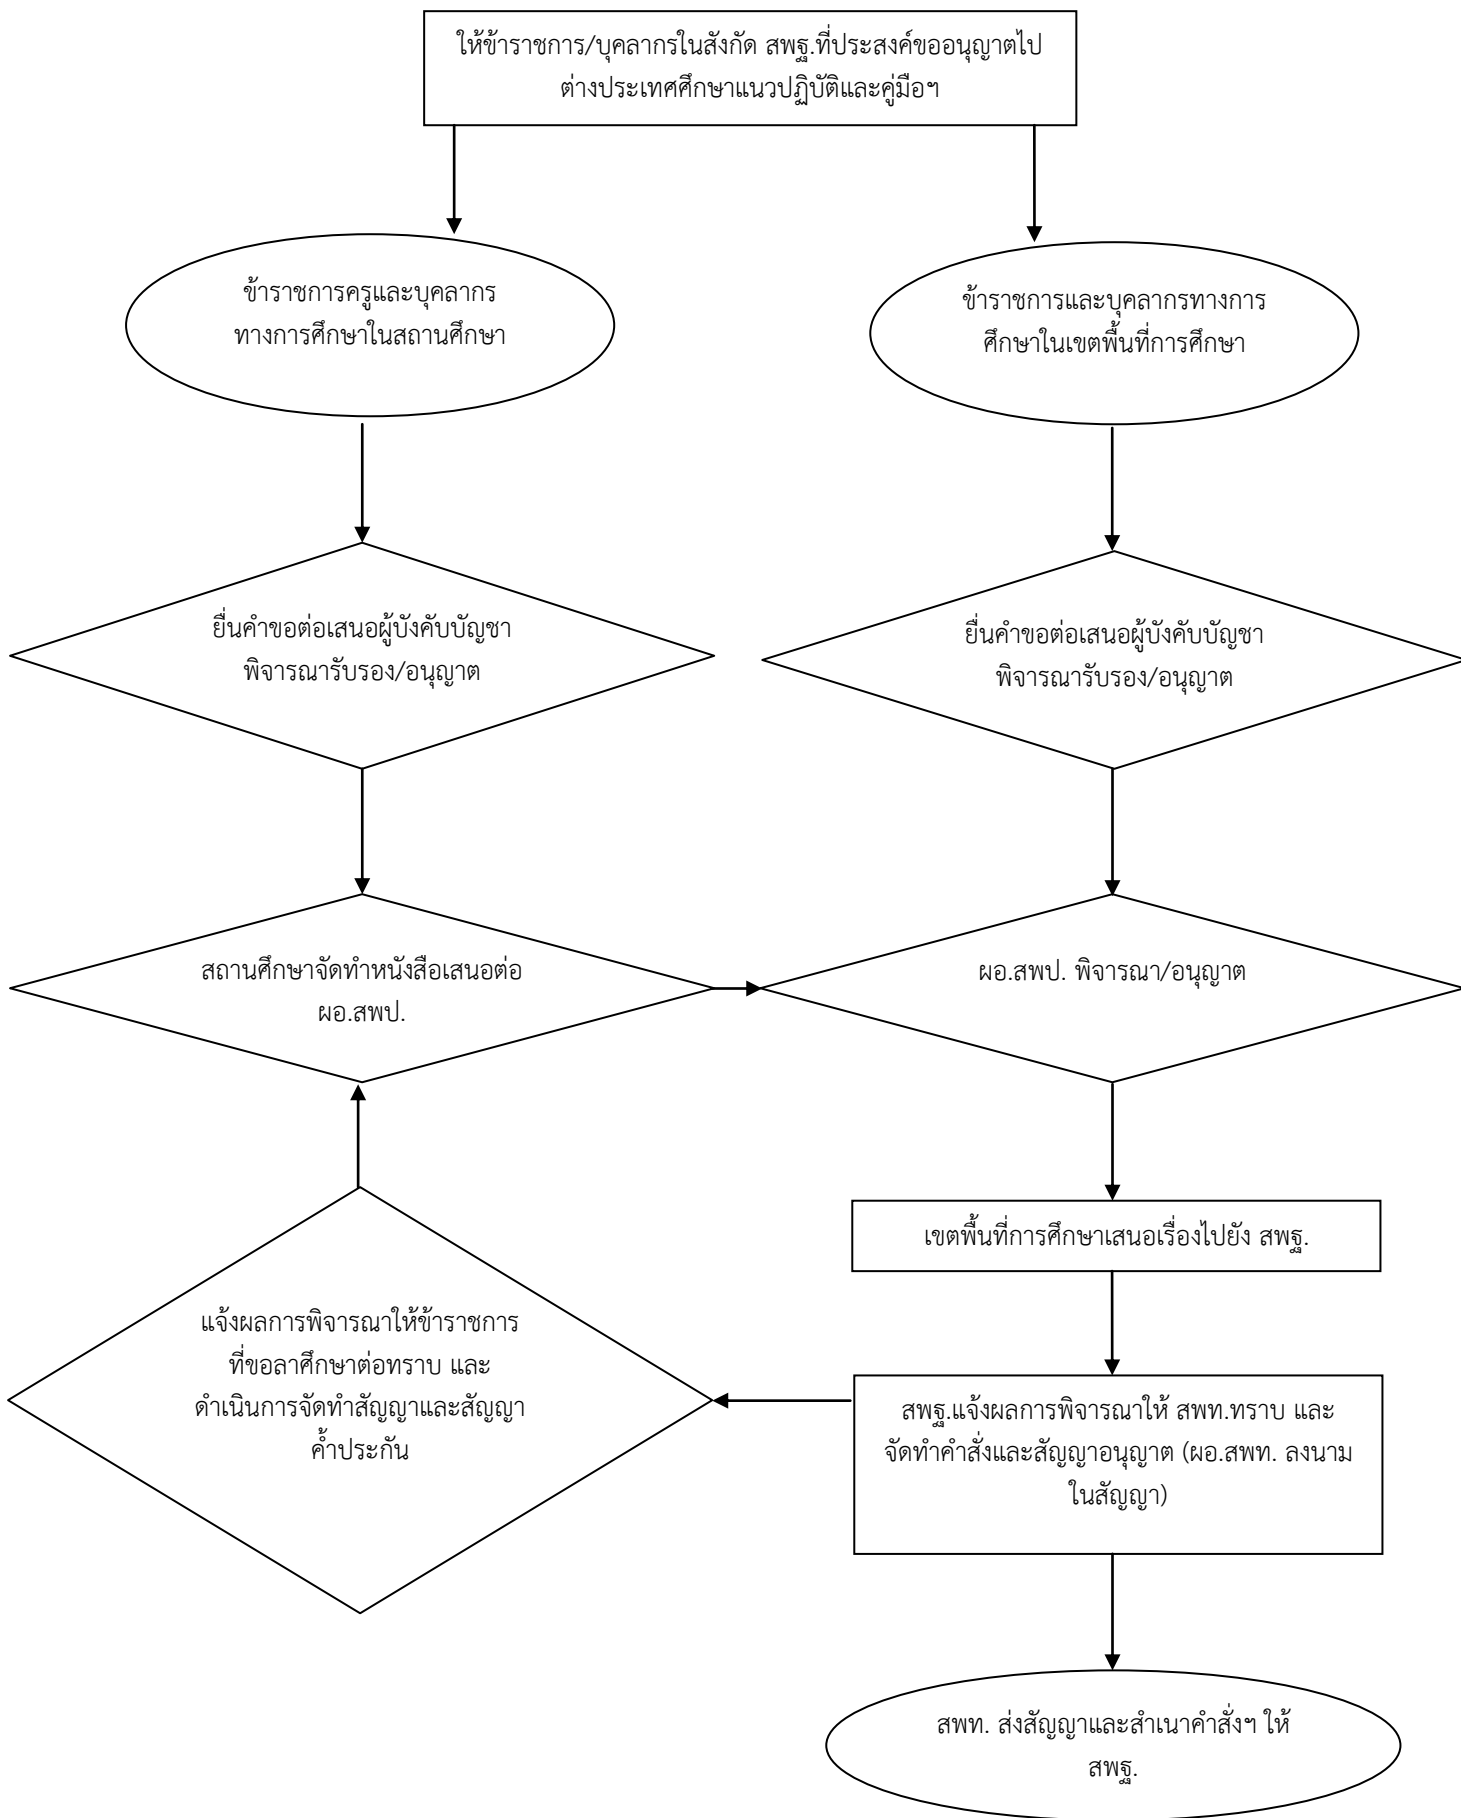 ให้ข้าราชการ/บุคลากรในสังกัด สพฐ.ที่ประสงค์ขออนุญาตไป
ต่างประเทศศึกษาแนวปฏิบัติและคู่มือฯ
ข้าราชการครูและบุคลากร
ทางการศึกษาในสถานศึกษา
ข้าราชการและบุคลากรทางการ
ศึกษาในเขตพื้นที่การศึกษา
ยื่นคำขอต่อเสนอผู้บังคับบัญชา
พิจารณารับรอง/อนุญาต
ยื่นคำขอต่อเสนอผู้บังคับบัญชา
พิจารณารับรอง/อนุญาต
สถานศึกษาจัดทำหนังสือเสนอต่อ
ผอ.สพป.
ผอ.สพป. พิจารณา/อนุญาต
เขตพื้นที่การศึกษาเสนอเรื่องไปยัง สพฐ.
แจ้งผลการพิจารณาให้ข้าราชการ
ที่ขอลาศึกษาต่อทราบ และ
ดำเนินการจัดทำสัญญาและสัญญา
ค้ำประกัน
สพฐ.แจ้งผลการพิจารณาให้ สพท.ทราบ และ
จัดทำคำสั่งและสัญญาอนุญาต (ผอ.สพท. ลงนาม
ในสัญญา)
สพท. ส่งสัญญาและสำเนาคำสั่งฯ ให้
สพฐ.